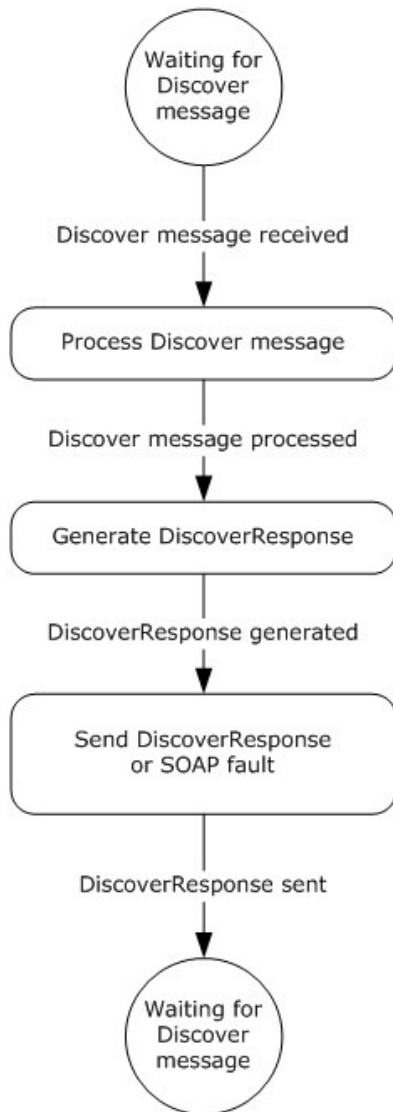 Waiting for
Discover
message
Discover message received
Process Discover message
Discover message processed
Generate DiscoverResponse
DiscoverResponse generated
Send DiscoverResponse
or SOAP fault
DiscoverResponse sent
Waiting for
Discover
message